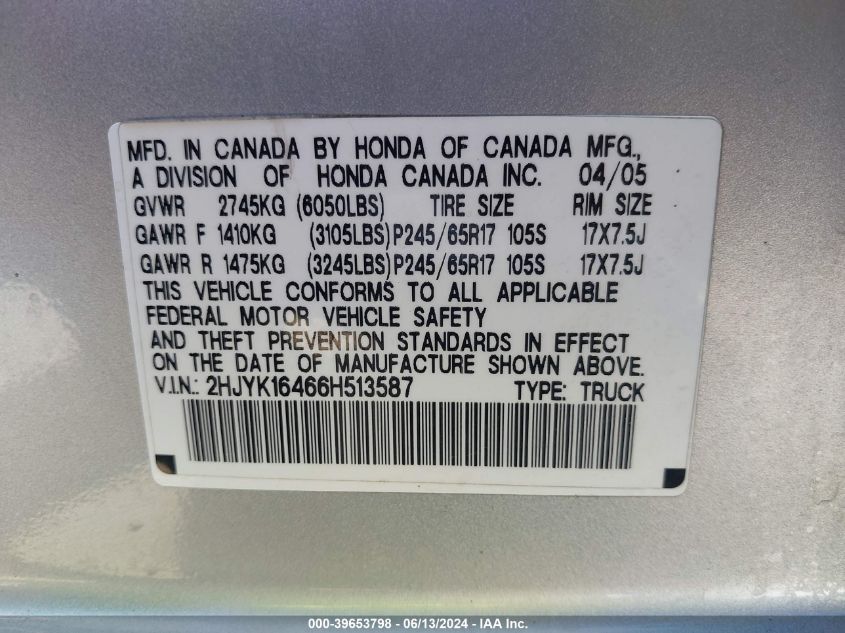 MFD. IN CANADA BY HONDA OF CANADA MFG.,
A DIVISION OF HONDA CANADA INC. 04/05
GVWR 2745KG (6050LBS) TIRE SIZE RIM SIZE
GAWR F 1410KG (3105LBS) P245/65R17 105S 17X7.5J
GAWR R 1475KG (3245LBS) P245/65R17 105S 17X7.5J
THIS VEHICLE CONFORMS TO ALL APPLICABLE
FEDERAL MOTOR VEHICLE SAFETY
AND THEFT PREVENTION STANDARDS IN EFFECT
ON THE DATE OF MANUFACTURE SHOWN ABOVE.
V.I.N.: 2HJYK16466H513587 TYPE: TRUCK
000-39653798 - 06/13/2024 - IAA Inc.